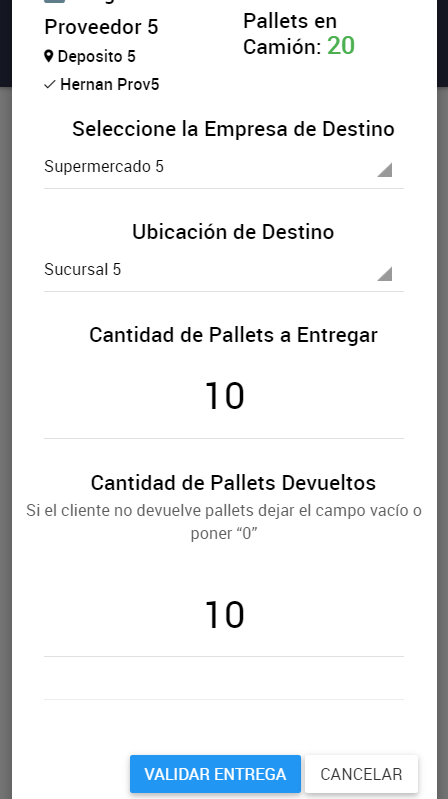 Proveedor 5
Deposito 5
Hernan Prov5
Pallets en
Camión: 20
Seleccione la Empresa de Destino
Supermercado 5
Ubicación de Destino
Sucursal 5
Cantidad de Pallets a Entregar
10
Cantidad de Pallets Devueltos
Si el cliente no devuelve pallets dejar el campo vacío o
poner “0”
10
VALIDAR ENTREGA
CANCELAR